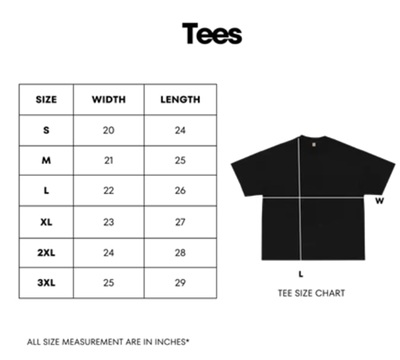 Tees
SIZE WIDTH LENGTH
S 20 24
M 21 25
L 22 26
XL 23 27
2XL 24 28
3XL 25 29
W
L
TEE SIZE CHART
ALL SIZE MEASUREMENT ARE IN INCHES*